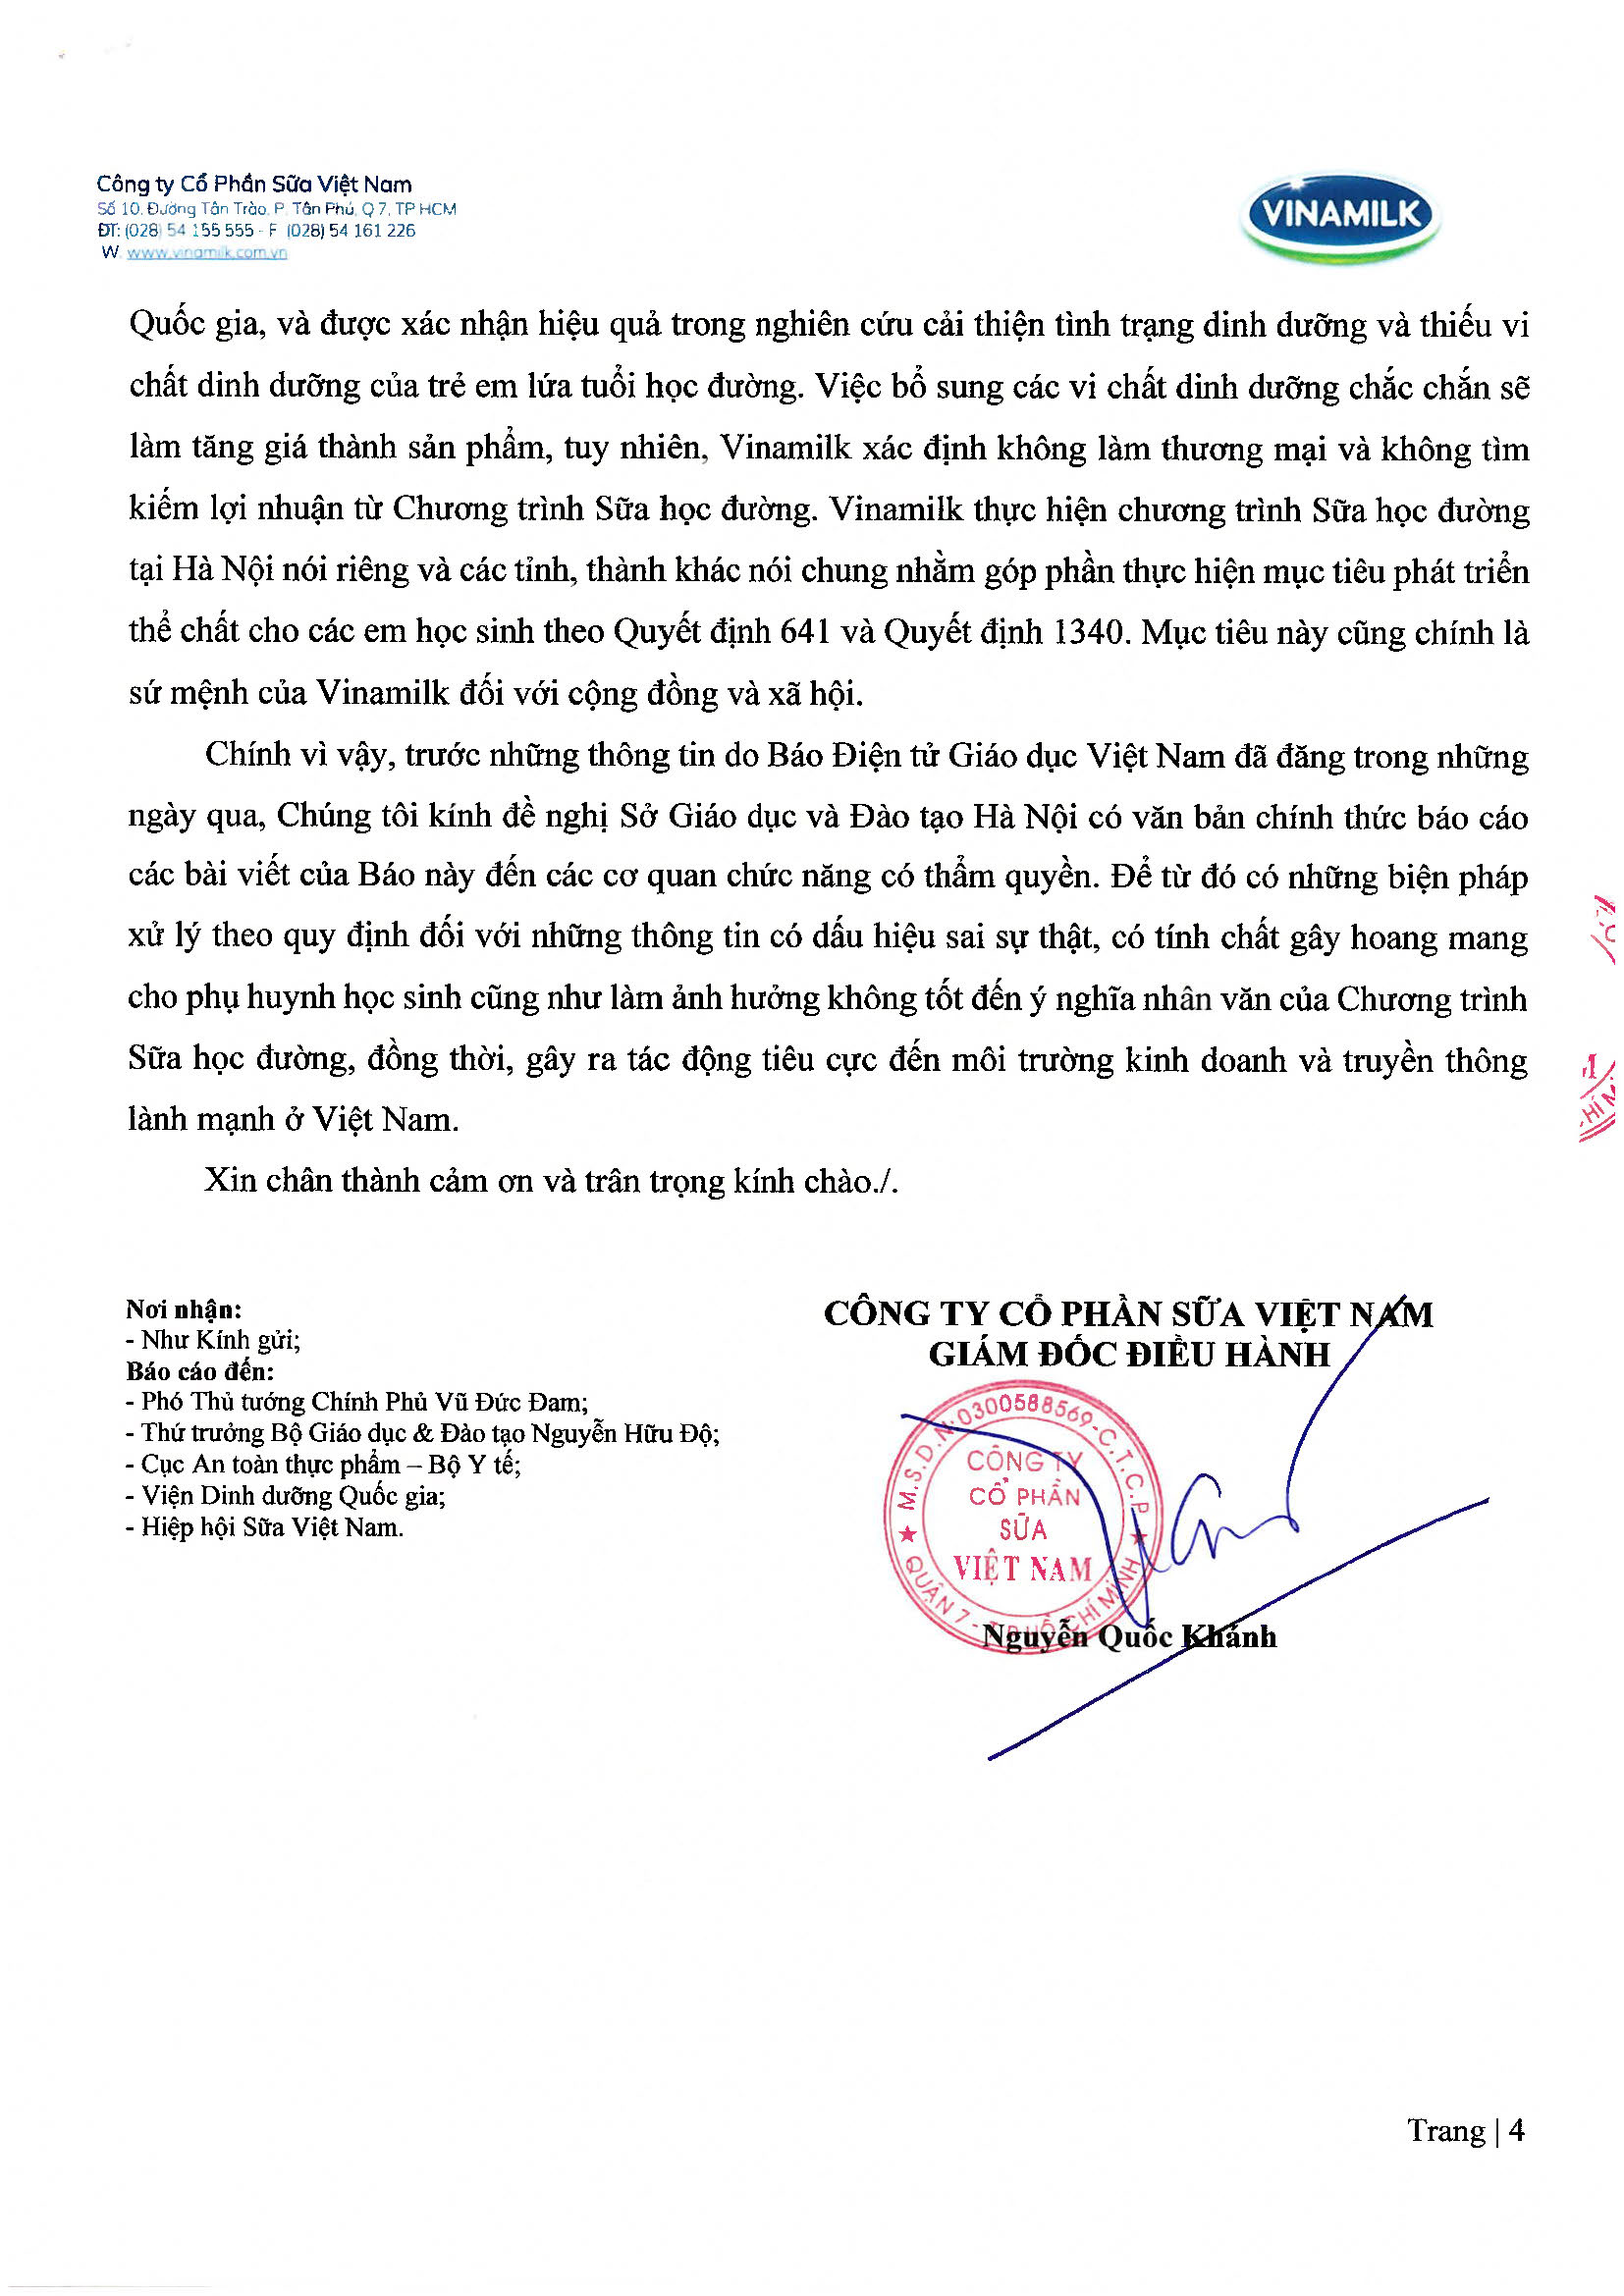 Công ty Cổ Phần Sữa Việt Nam
Số 10, Đường Tân Trào, P. Tân Phú, Q 7, TP HCM
ĐT: (028) 54 155 555 - F (028) 54 161 226
W. www.vinamilk.com.vn
VINAMILK
Quốc gia, và được xác nhận hiệu quả trong nghiên cứu cải thiện tình trạng dinh dưỡng và thiếu vi
chất dinh dưỡng của trẻ em lứa tuổi học đường. Việc bổ sung các vi chất dinh dưỡng chắc chắn sẽ
làm tăng giá thành sản phẩm, tuy nhiên, Vinamilk xác định không làm thương mại và không tìm
kiếm lợi nhuận từ Chương trình Sữa học đường. Vinamilk thực hiện chương trình Sữa học đường
tại Hà Nội nói riêng và các tỉnh, thành khác nói chung nhằm góp phần thực hiện mục tiêu phát triển
thể chất cho các em học sinh theo Quyết định 641 và Quyết định 1340. Mục tiêu này cũng chính là
sứ mệnh của Vinamilk đối với cộng đồng và xã hội.
Chính vì vậy, trước những thông tin do Báo Điện tử Giáo dục Việt Nam đã đăng trong những
ngày qua, Chúng tôi kính đề nghị Sở Giáo dục và Đào tạo Hà Nội có văn bản chính thức báo cáo
các bài viết của Báo này đến các cơ quan chức năng có thẩm quyền. Để từ đó có những biện pháp
xử lý theo quy định đối với những thông tin có dấu hiệu sai sự thật, có tính chất gây hoang mang
cho phụ huynh học sinh cũng như làm ảnh hưởng không tốt đến ý nghĩa nhân văn của Chương trình
Sữa học đường, đồng thời, gây ra tác động tiêu cực đến môi trường kinh doanh và truyền thông
lành mạnh ở Việt Nam.
Xin chân thành cảm ơn và trân trọng kính chào./.
Nơi nhận:
- Như Kính gửi;
Báo cáo đến:
- Phó Thủ tướng Chính Phủ Vũ Đức Đam;
- Thứ trưởng Bộ Giáo dục & Đào tạo Nguyễn Hữu Độ;
- Cục An toàn thực phẩm – Bộ Y tế;
- Viện Dinh dưỡng Quốc gia;
- Hiệp hội Sữa Việt Nam.
CÔNG TY CỔ PHẦN SỮA VIỆT NAM
GIÁM ĐỐC ĐIỀU HÀNH
M.S.D.N:0300588569-C.T.C.P
CÔNG TY
CỔ PHẦN
SỮA
VIỆT NAM
QUẬN 7 - T.P HỒ CHÍ MINH
Nguyễn Quốc Khánh
Trang | 4